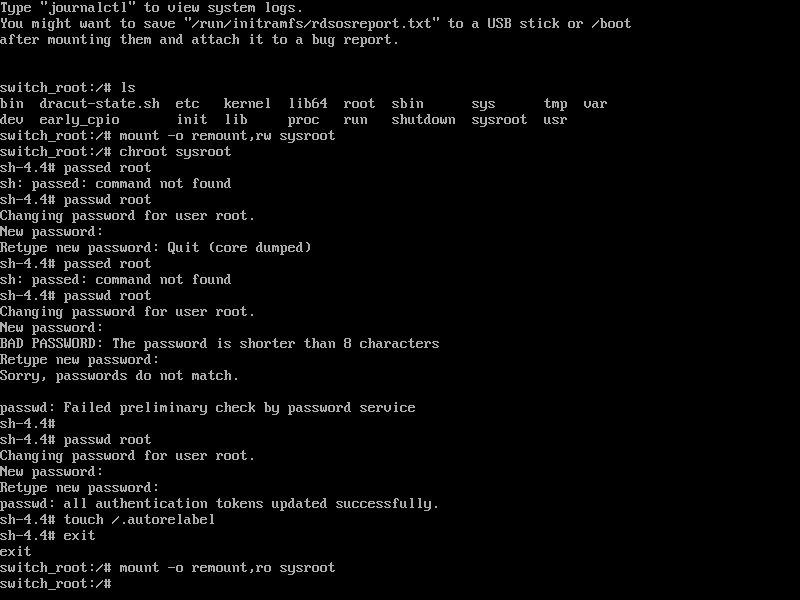 Type "journalctl" to view system logs.
You might want to save "/run/initramfs/rdsosreport.txt" to a USB stick or /boot
after mounting them and attach it to a bug report.
switch_root:/# ls
bin  dracut-state.sh  etc   kernel  lib64  root  sbin      sys      tmp  var
dev  early_cpio       init  lib     proc   run   shutdown  sysroot  usr
switch_root:/# mount -o remount,rw sysroot
switch_root:/# chroot sysroot
sh-4.4# passed root
sh: passed: command not found
sh-4.4# passwd root
Changing password for user root.
New password:
Retype new password: Quit (core dumped)
sh-4.4# passed root
sh: passed: command not found
sh-4.4# passwd root
Changing password for user root.
New password:
BAD PASSWORD: The password is shorter than 8 characters
Retype new password:
Sorry, passwords do not match.
passwd: Failed preliminary check by password service
sh-4.4#
sh-4.4# passwd root
Changing password for user root.
New password:
Retype new password:
passwd: all authentication tokens updated successfully.
sh-4.4# touch /.autorelabel
sh-4.4# exit
exit
switch_root:/# mount -o remount,ro sysroot
switch_root:/#